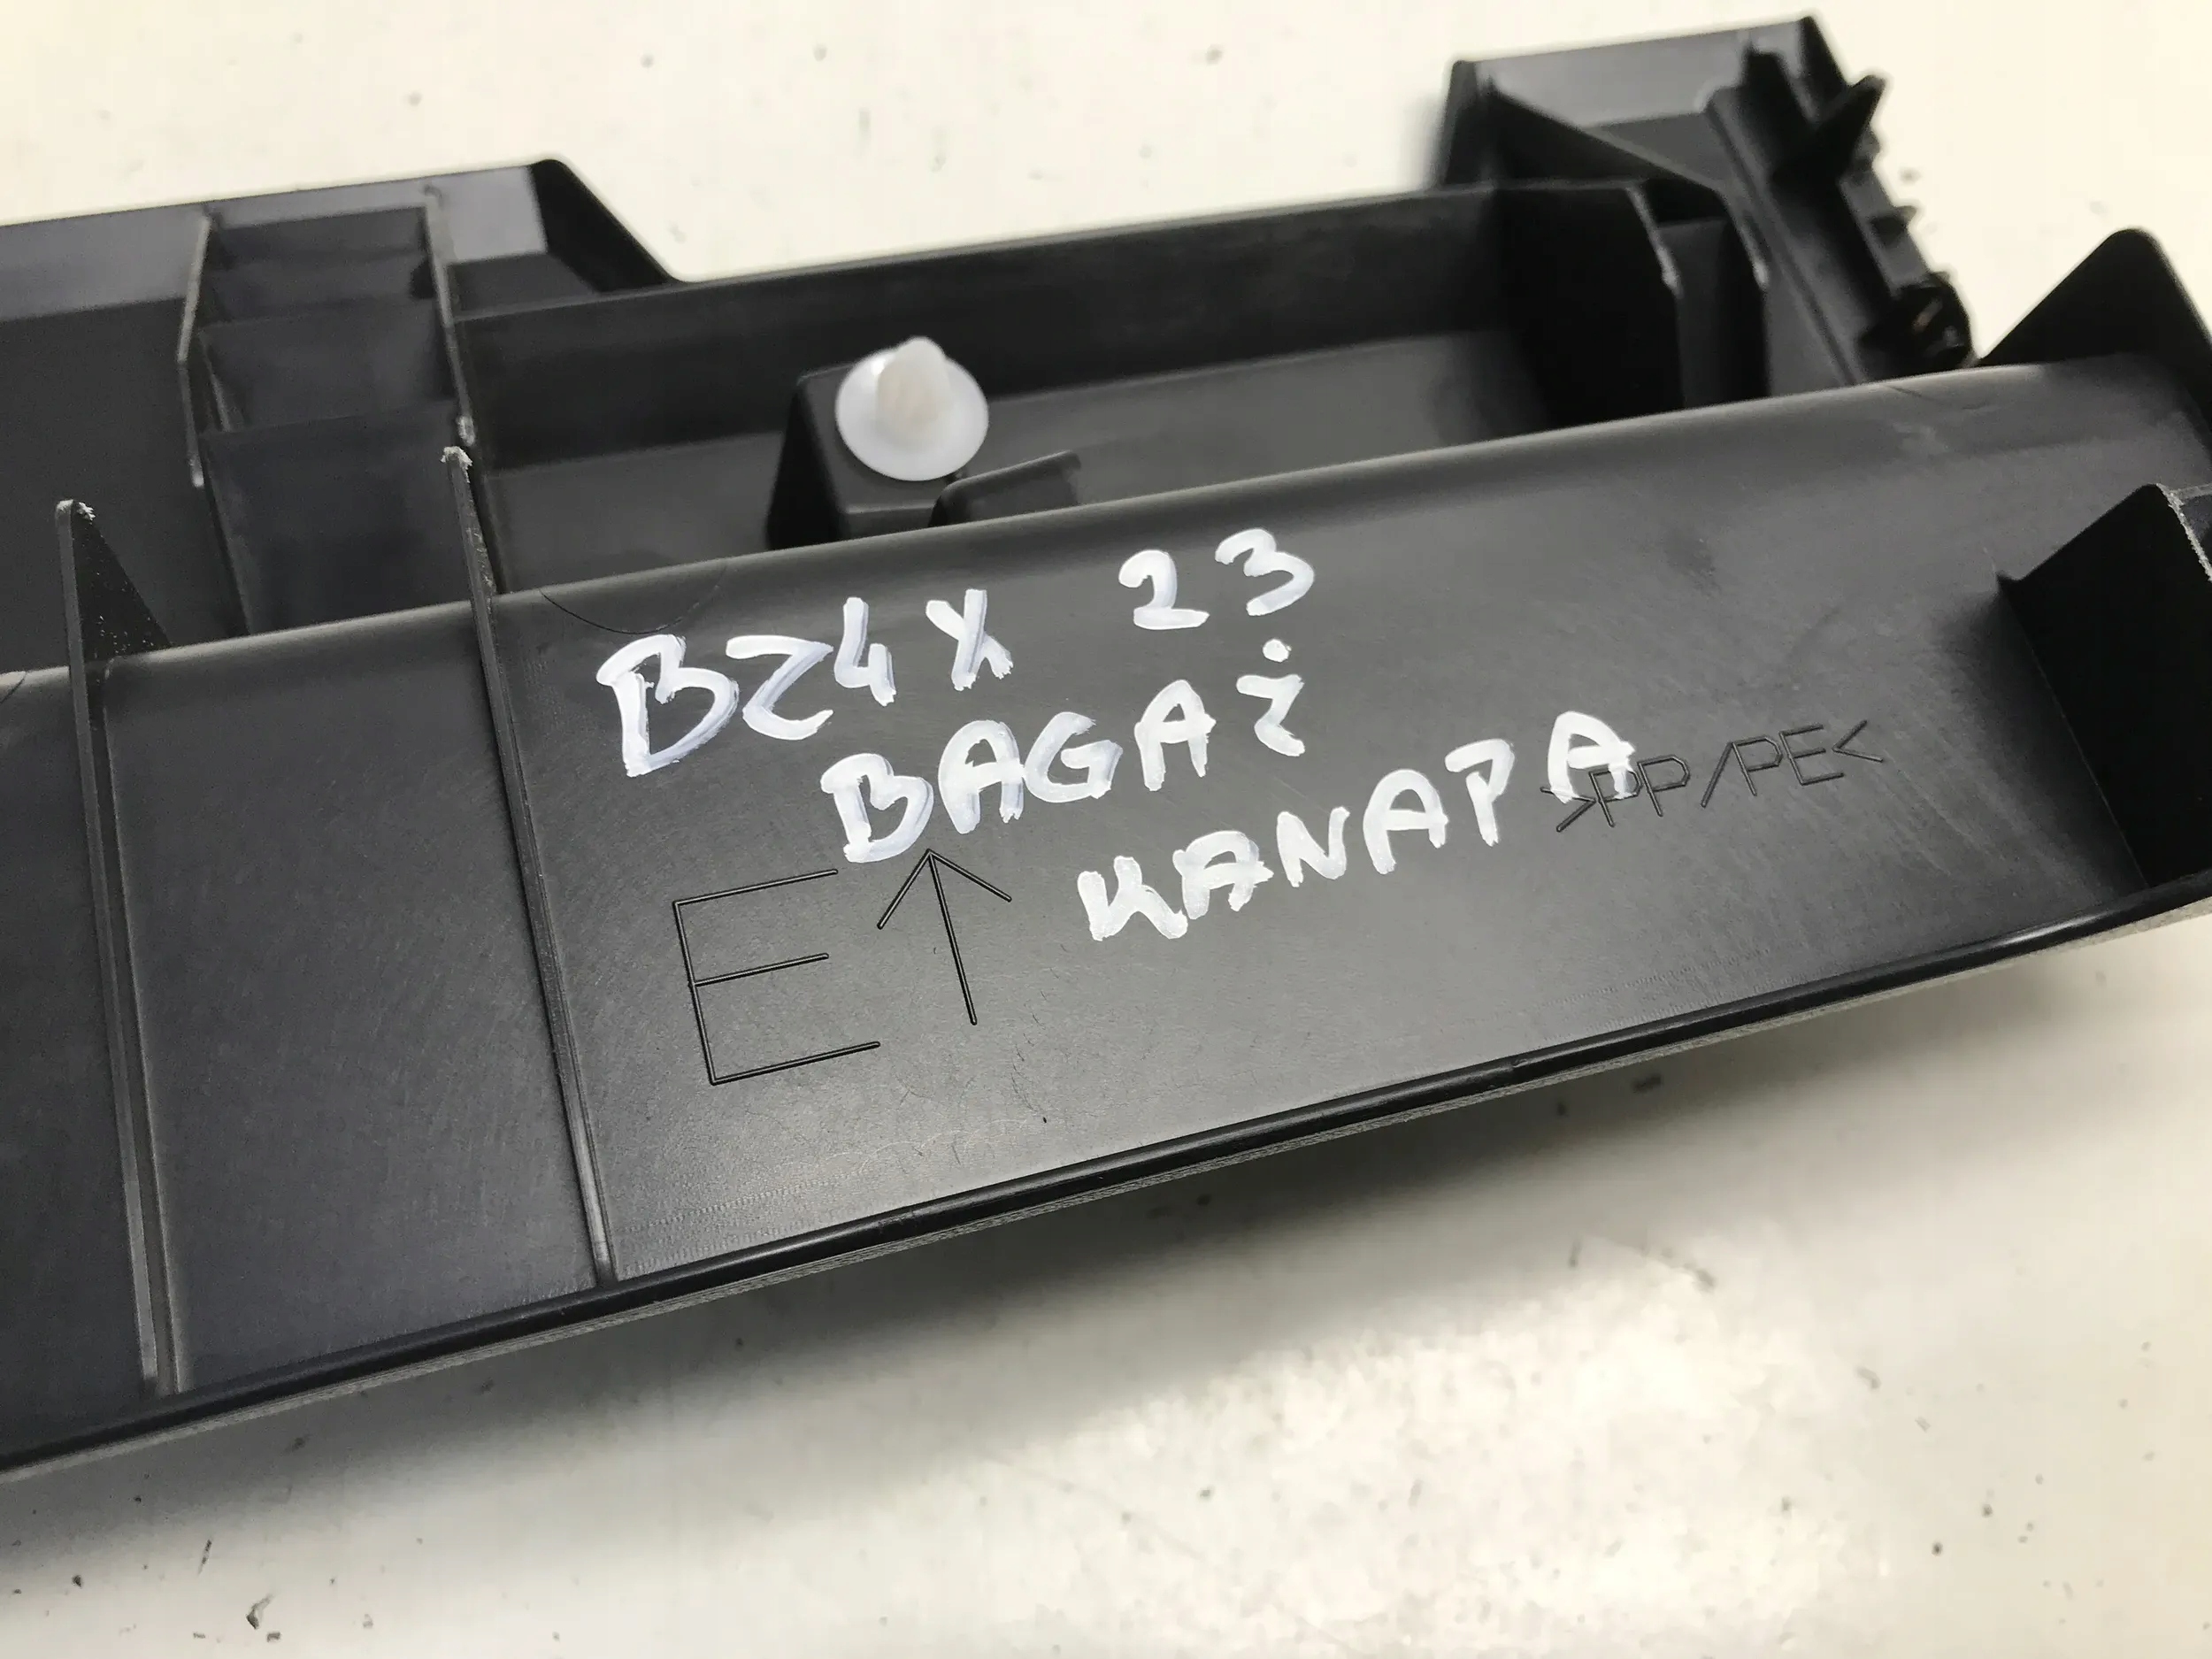 BZ4X 23
BAGAŻ
KANAPA
>PP/PE<
E↑